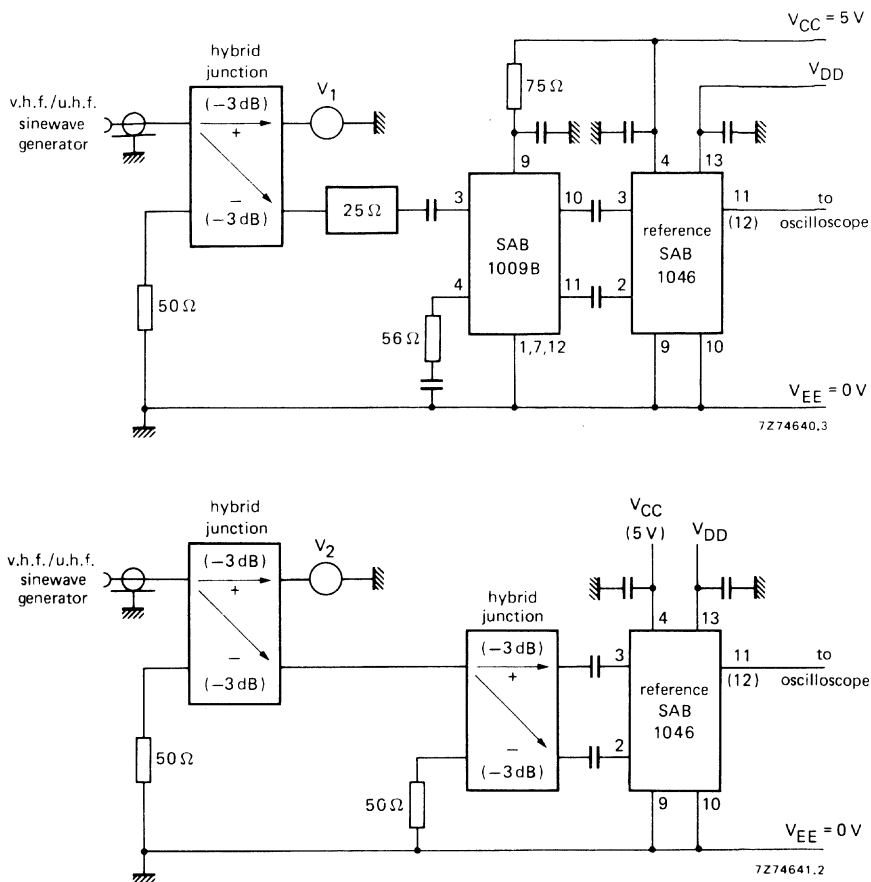 V_CC = 5 V
hybrid
junction
V_1
75 Ω
V_DD
v.h.f./u.h.f.
sinewave
generator
(−3 dB)
+
−
(−3 dB)
9
4
13
25 Ω
3
10
3
11
to
(12)
oscilloscope
SAB
1009B
reference
SAB
1046
4
11
2
50 Ω
56 Ω
1,7,12
9
10
V_EE = 0 V
7Z74640.3
hybrid
junction
V_2
V_CC
(5 V)
V_DD
v.h.f./u.h.f.
sinewave
generator
(−3 dB)
+
−
(−3 dB)
hybrid
junction
4
13
(−3 dB)
+
−
(−3 dB)
3
11
to
(12)
oscilloscope
reference
SAB
1046
2
50 Ω
50 Ω
9
10
V_EE = 0 V
7Z74641.2